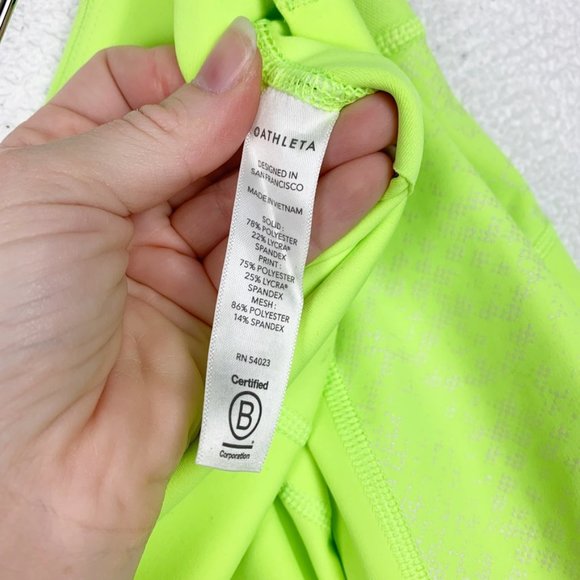 ATHLETA
DESIGNED IN
SAN FRANCISCO
MADE IN VIETNAM
SOLID:
78% POLYESTER
22% LYCRA®
SPANDEX
PRINT:
75% POLYESTER
25% LYCRA®
SPANDEX
MESH:
86% POLYESTER
14% SPANDEX
RN 54023
Certified
B
Corporation